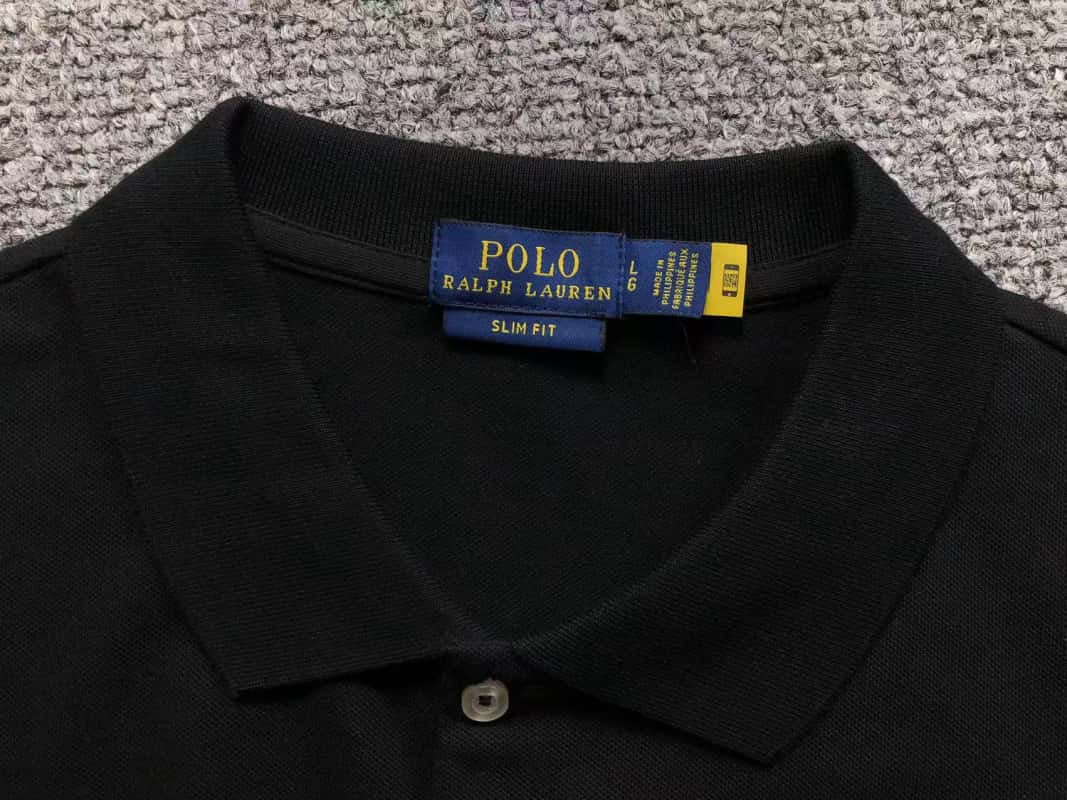 POLO
RALPH LAUREN
SLIM FIT
L
G
MADE IN
PHILIPPINES
FABRIQUÉ AUX
PHILIPPINES